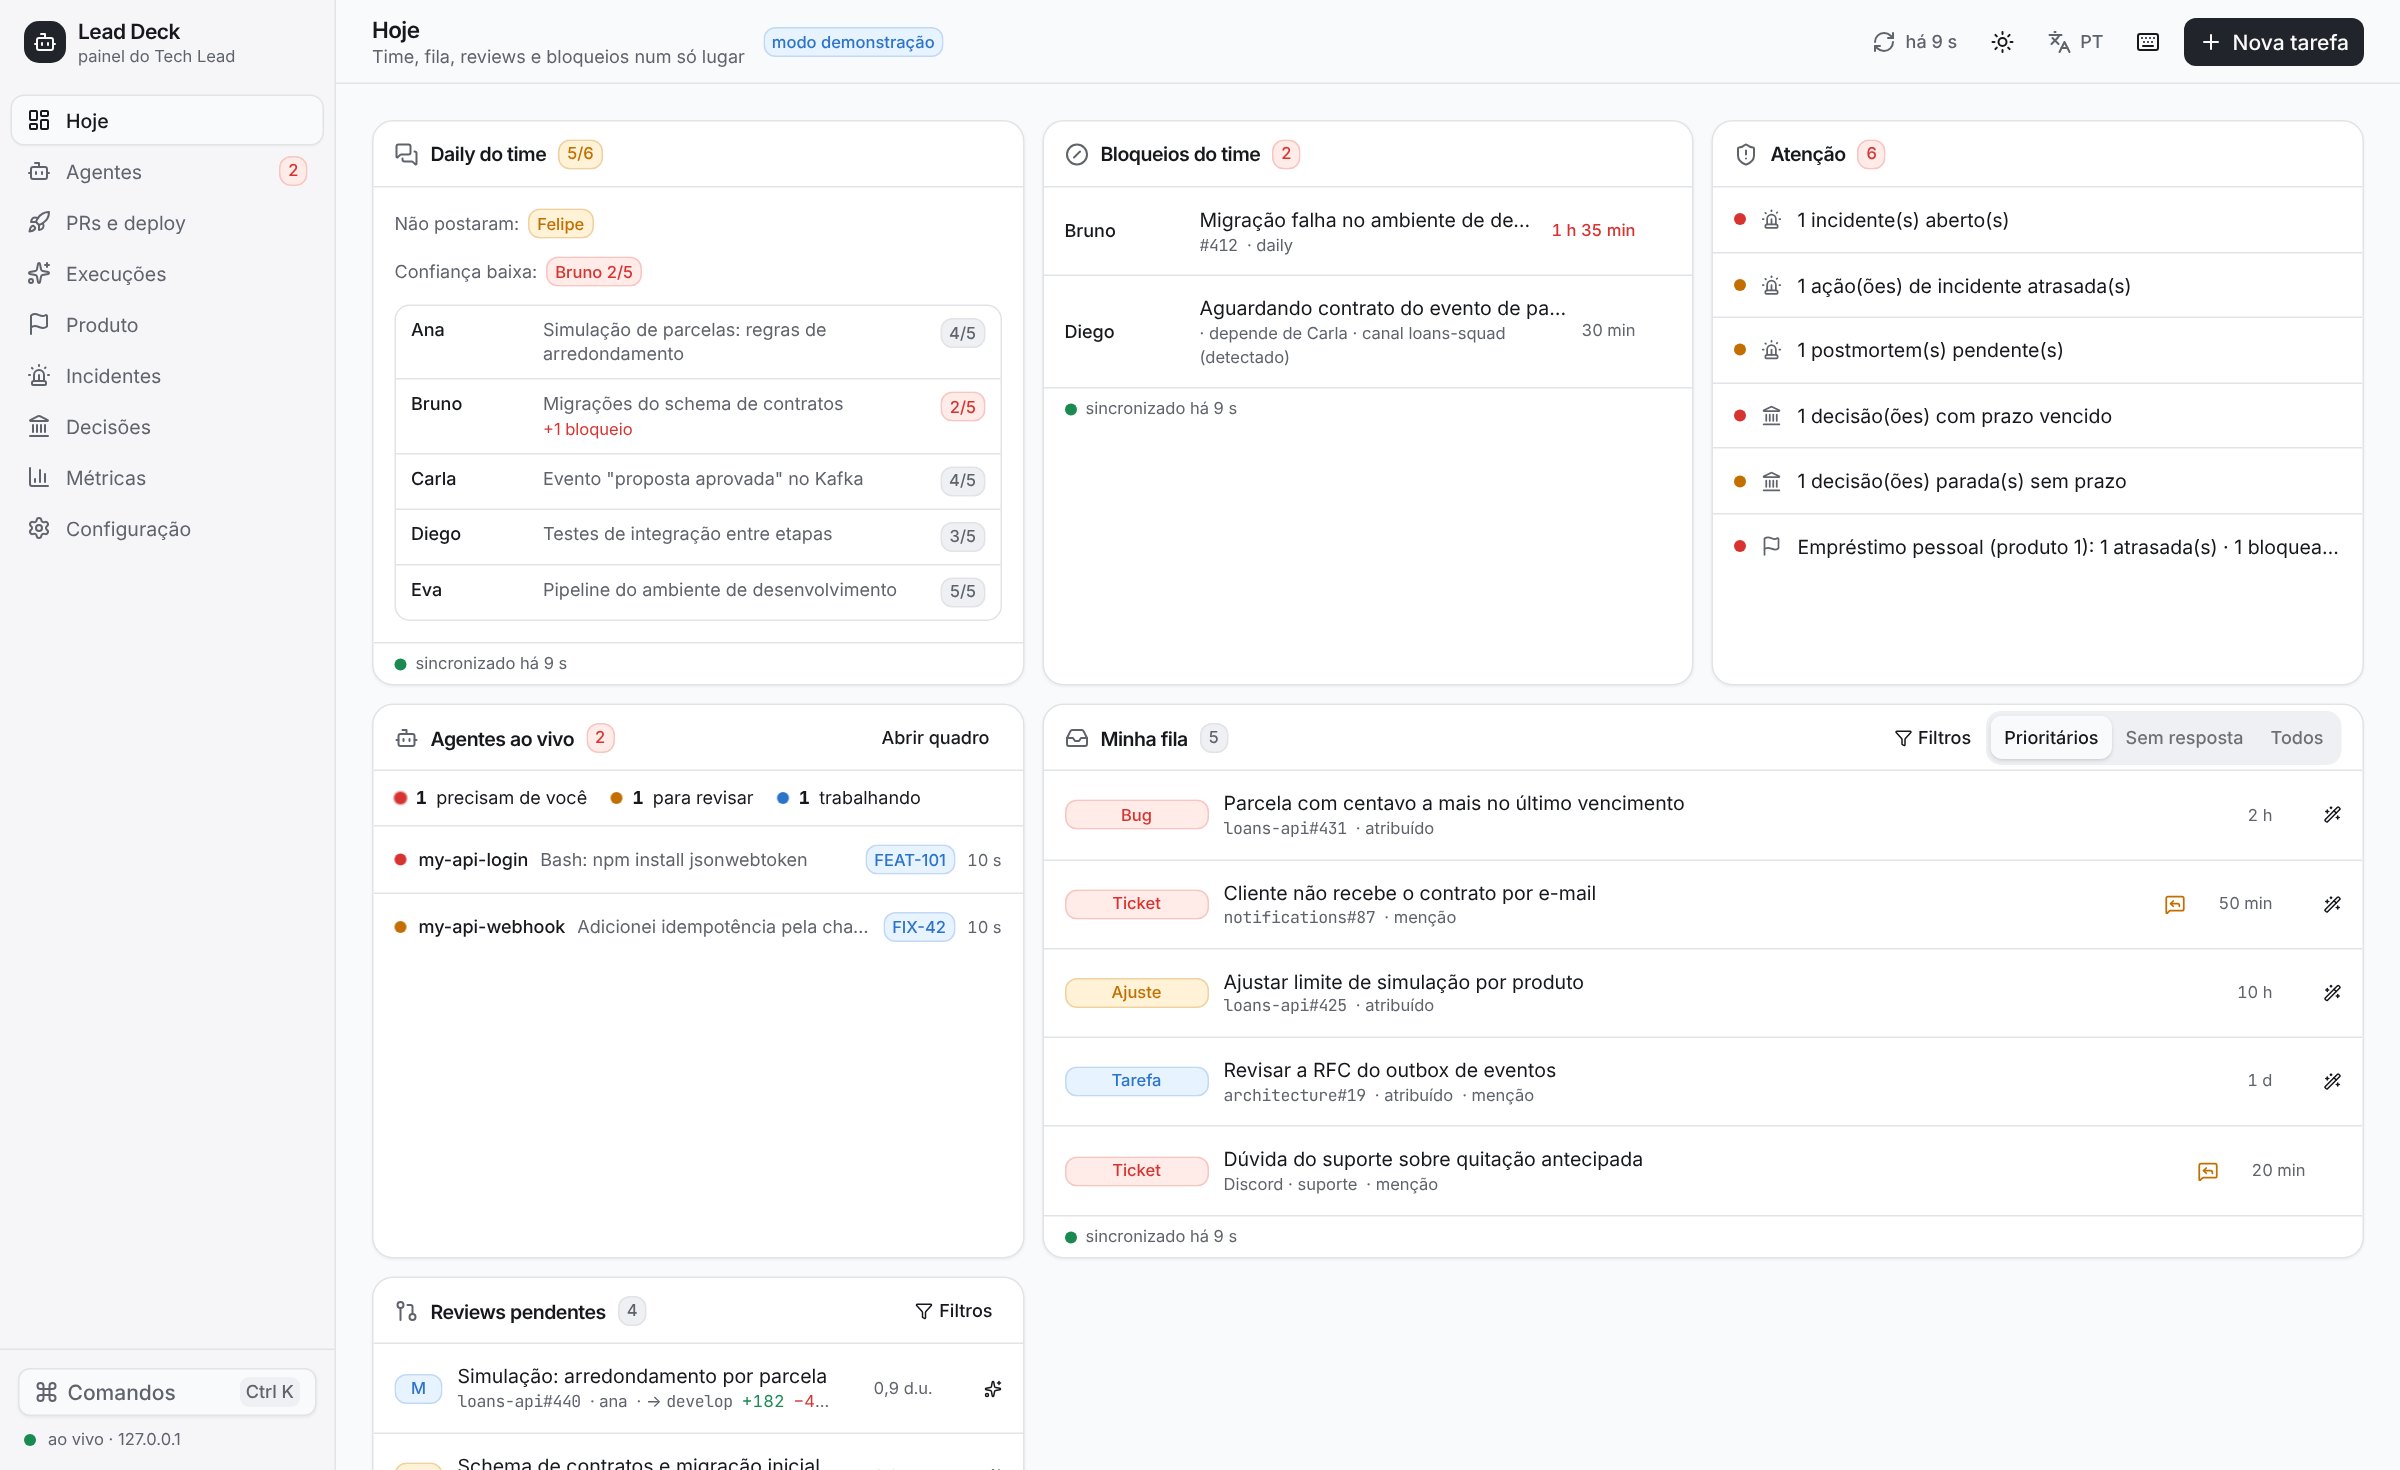 Lead Deck
painel do Tech Lead
Hoje
Agentes 2
PRs e deploy
Execuções
Produto
Incidentes
Decisões
Métricas
Configuração
Comandos Ctrl K
ao vivo · 127.0.0.1
Hoje
Time, fila, reviews e bloqueios num só lugar
modo demonstração
há 9 s
PT
+ Nova tarefa
Daily do time 5/6
Não postaram: Felipe
Confiança baixa: Bruno 2/5
Ana Simulação de parcelas: regras de 4/5
arredondamento
Bruno Migrações do schema de contratos 2/5
+1 bloqueio
Carla Evento "proposta aprovada" no Kafka 4/5
Diego Testes de integração entre etapas 3/5
Eva Pipeline do ambiente de desenvolvimento 5/5
sincronizado há 9 s
Bloqueios do time 2
Bruno Migração falha no ambiente de de... 1 h 35 min
#412 · daily
Diego Aguardando contrato do evento de pa... 30 min
· depende de Carla · canal loans-squad
(detectado)
sincronizado há 9 s
Atenção 6
1 incidente(s) aberto(s)
1 ação(ões) de incidente atrasada(s)
1 postmortem(s) pendente(s)
1 decisão(ões) com prazo vencido
1 decisão(ões) parada(s) sem prazo
Empréstimo pessoal (produto 1): 1 atrasada(s) · 1 bloquea...
Agentes ao vivo 2 Abrir quadro
1 precisam de você 1 para revisar 1 trabalhando
my-api-login Bash: npm install jsonwebtoken FEAT-101 10 s
my-api-webhook Adicionei idempotência pela cha... FIX-42 10 s
Minha fila 5 Filtros Prioritários Sem resposta Todos
Bug Parcela com centavo a mais no último vencimento 2 h
loans-api#431 · atribuído
Ticket Cliente não recebe o contrato por e-mail 50 min
notifications#87 · menção
Ajuste Ajustar limite de simulação por produto 10 h
loans-api#425 · atribuído
Tarefa Revisar a RFC do outbox de eventos 1 d
architecture#19 · atribuído · menção
Ticket Dúvida do suporte sobre quitação antecipada 20 min
Discord · suporte · menção
sincronizado há 9 s
Reviews pendentes 4 Filtros
M Simulação: arredondamento por parcela 0,9 d.u.
loans-api#440 · ana · → develop +182 −4...
Schema de contratos e migração inicial